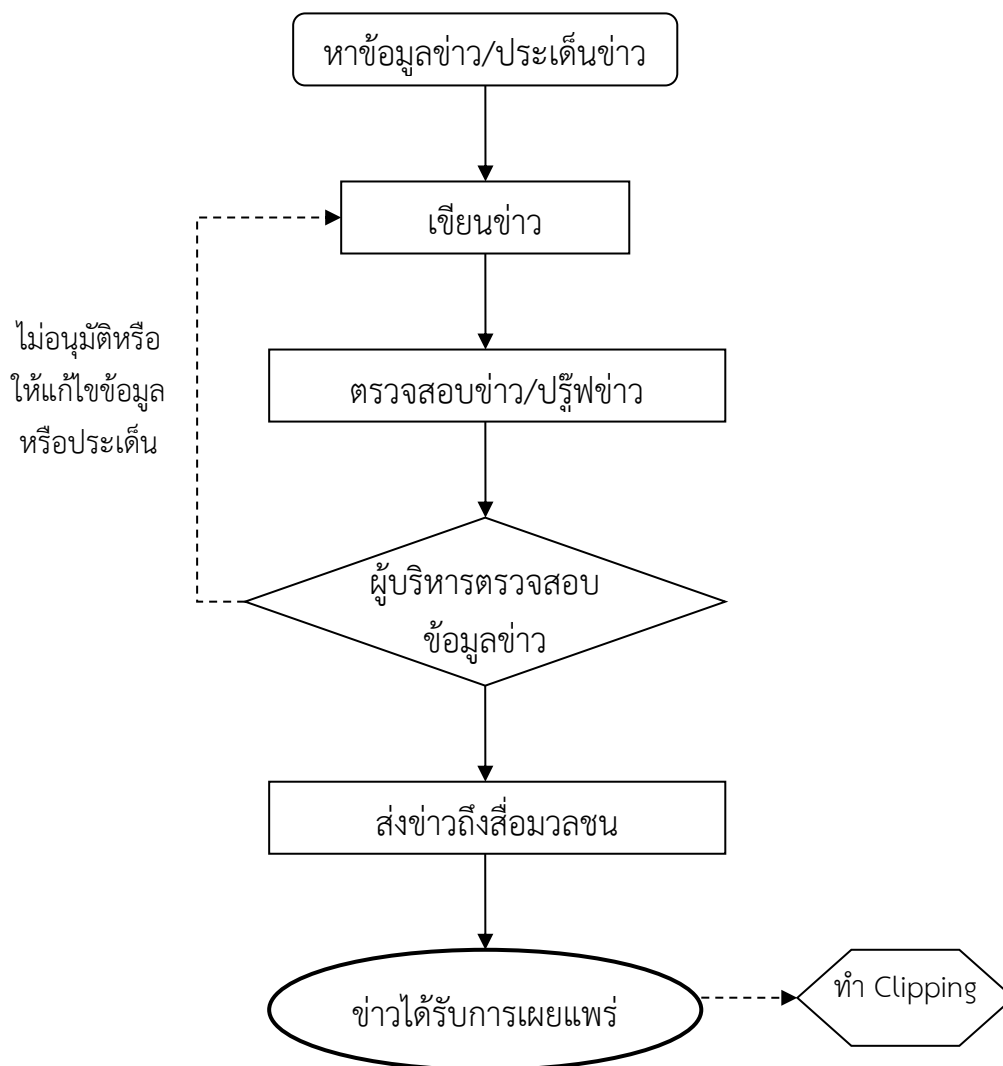 หาข้อมูลข่าว/ประเด็นข่าว
เขียนข่าว
ไม่อนุมัติหรือ
ให้แก้ไขข้อมูล
หรือประเด็น
ตรวจสอบข่าว/ปรู๊ฟข่าว
ผู้บริหารตรวจสอบ
ข้อมูลข่าว
ส่งข่าวถึงสื่อมวลชน
ข่าวได้รับการเผยแพร่
ทำ Clipping